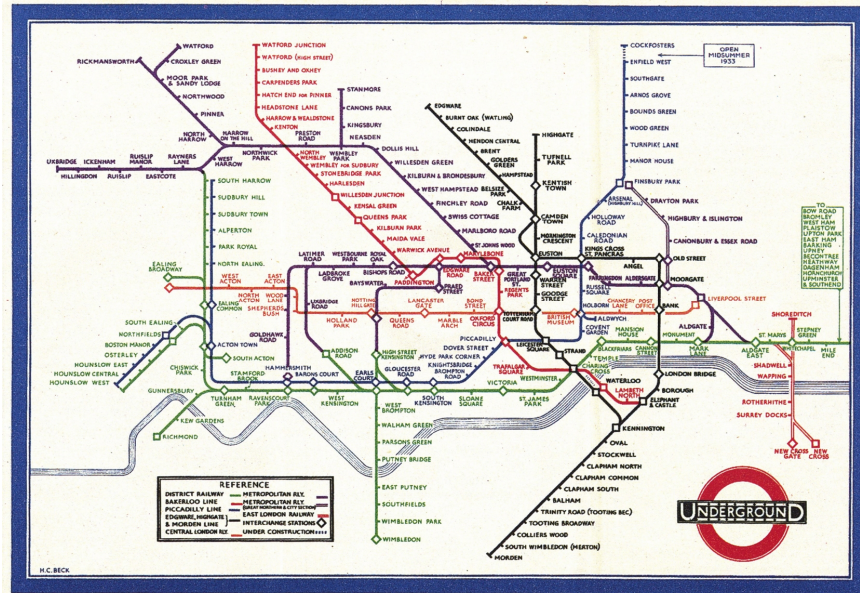 WATFORD
RICKMANSWORTH
CROXLEY GREEN
MOOR PARK
& SANDY LODGE
NORTHWOOD
PINNER
NORTH
HARROW
HARROW
ON THE HILL
NORTHWICK
PARK
PRESTON
ROAD
WEMBLEY
PARK
NEASDEN
STANMORE
CANONS PARK
KINGSBURY
WATFORD JUNCTION
WATFORD (HIGH STREET)
BUSHEY AND OXHEY
CARPENDERS PARK
HATCH END FOR PINNER
HEADSTONE LANE
HARROW & WEALDSTONE
KENTON
NORTH
WEMBLEY
WEMBLEY FOR SUDBURY
STONEBRIDGE PARK
HARLESDEN
WILLESDEN JUNCTION
KENSAL GREEN
QUEENS PARK
KILBURN PARK
MAIDA VALE
WARWICK AVENUE
PADDINGTON
DOLLIS HILL
WILLESDEN GREEN
KILBURN & BRONDESBURY
WEST HAMPSTEAD
FINCHLEY ROAD
SWISS COTTAGE
MARLBORO ROAD
ST JOHNS WOOD
MARYLEBONE
EDGWARE
BURNT OAK (WATLING)
COLINDALE
HENDON CENTRAL
BRENT
GOLDERS
GREEN
HAMPSTEAD
BELSIZE
PARK
CHALK
FARM
HIGHGATE
TUFNELL
PARK
KENTISH
TOWN
CAMDEN
TOWN
MORNINGTON
CRESCENT
EUSTON
COCKFOSTERS
OPEN
MIDSUMMER
1933
ENFIELD WEST
SOUTHGATE
ARNOS GROVE
BOUNDS GREEN
WOOD GREEN
TURNPIKE LANE
MANOR HOUSE
FINSBURY PARK
ARSENAL
(HIGHBURY HILL)
DRAYTON PARK
HOLLOWAY
ROAD
HIGHBURY & ISLINGTON
CALEDONIAN
ROAD
CANONBURY & ESSEX ROAD
KINGS CROSS
ST. PANCRAS
ANGEL
OLD STREET
UXBRIDGE
ICKENHAM
RUISLIP
MANOR
RAYNERS
LANE
HILLINGDON
RUISLIP
EASTCOTE
WEST
HARROW
SOUTH HARROW
SUDBURY HILL
SUDBURY TOWN
ALPERTON
PARK ROYAL
NORTH EALING
EALING
BROADWAY
WEST
ACTON
EAST
ACTON
NORTH
ACTON
WOOD
LANE
SHEPHERDS
BUSH
EALING
COMMON
LATIMER
ROAD
LADBROKE
GROVE
WESTBOURNE
PARK
ROYAL
OAK
BISHOPS ROAD
BAYSWATER
EDGWARE
ROAD
PRAED
STREET
BAKER
STREET
GREAT
PORTLAND
ST.
REGENTS
PARK
EUSTON
SQUARE
WARREN
STREET
GOODGE
STREET
RUSSELL
SQUARE
FARRINGDON
ALDERSGATE
MOORGATE
UXBRIDGE
ROAD
HOLLAND
PARK
NOTTING
HILL GATE
QUEENS
ROAD
LANCASTER
GATE
MARBLE
ARCH
BOND
STREET
OXFORD
CIRCUS
TOTTENHAM
COURT ROAD
BRITISH
MUSEUM
HOLBORN
CHANCERY
LANE
POST
OFFICE
BANK
LIVERPOOL STREET
ALDWYCH
COVENT
GARDEN
ALDGATE
GOLDHAWK
ROAD
HAMMERSMITH
ADDISON
ROAD
HIGH STREET
KENSINGTON
HYDE PARK CORNER
KNIGHTSBRIDGE
BROMPTON
ROAD
DOVER STREET
PICCADILLY
LEICESTER
SQUARE
STRAND
TRAFALGAR
SQUARE
CHARING
CROSS
WESTMINSTER
TEMPLE
BLACKFRIARS
MANSION
HOUSE
CANNON
STREET
MONUMENT
MARK
LANE
ALDGATE
EAST
ST. MARYS
WHITECHAPEL
STEPNEY
GREEN
MILE
END
SHOREDITCH
SHADWELL
WAPPING
ROTHERHITHE
SURREY DOCKS
NEW CROSS
GATE
NEW
CROSS
TO
BOW ROAD
BROMLEY
WEST HAM
PLAISTOW
UPTON PARK
EAST HAM
BARKING
UPNEY
BECONTREE
HEATHWAY
DAGENHAM
HORNCHURCH
UPMINSTER
& SOUTHEND
SOUTH EALING
NORTHFIELDS
BOSTON MANOR
OSTERLEY
HOUNSLOW EAST
HOUNSLOW CENTRAL
HOUNSLOW WEST
ACTON TOWN
SOUTH ACTON
CHISWICK
PARK
GUNNERSBURY
KEW GARDENS
RICHMOND
TURNHAM
GREEN
STAMFORD
BROOK
RAVENSCOURT
PARK
BARONS COURT
WEST
KENSINGTON
EARLS
COURT
GLOUCESTER
ROAD
SOUTH
KENSINGTON
SLOANE
SQUARE
VICTORIA
ST. JAMES
PARK
WEST
BROMPTON
WALHAM GREEN
PARSONS GREEN
PUTNEY BRIDGE
EAST PUTNEY
SOUTHFIELDS
WIMBLEDON PARK
WIMBLEDON
WATERLOO
LAMBETH
NORTH
LONDON BRIDGE
BOROUGH
ELEPHANT
& CASTLE
KENNINGTON
OVAL
STOCKWELL
CLAPHAM NORTH
CLAPHAM COMMON
CLAPHAM SOUTH
BALHAM
TRINITY ROAD (TOOTING BEC)
TOOTING BROADWAY
COLLIERS WOOD
SOUTH WIMBLEDON (MERTON)
MORDEN
REFERENCE
DISTRICT RAILWAY
BAKERLOO LINE
PICCADILLY LINE
EDGWARE, HIGHGATE
& MORDEN LINE
CENTRAL LONDON RLY.
METROPOLITAN RLY.
METROPOLITAN RLY.
(GREAT NORTHERN & CITY SECTION)
EAST LONDON RAILWAY
INTERCHANGE STATIONS
UNDER CONSTRUCTION
UNDERGROUND
H.C. BECK